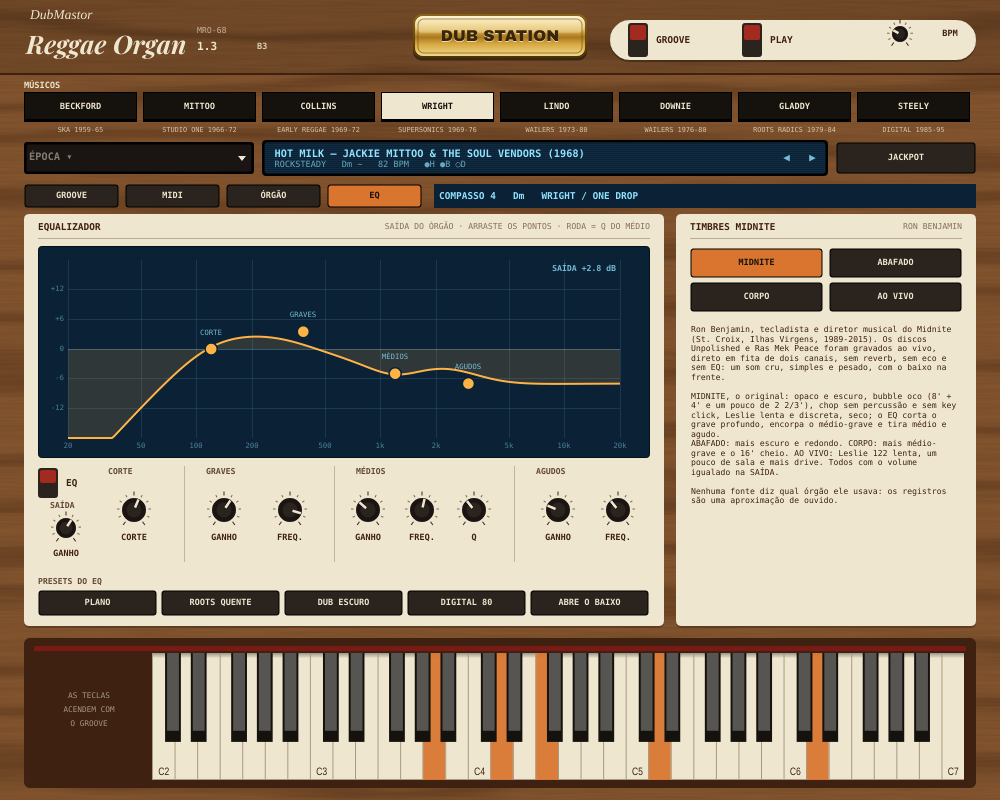 DubMastor
Reggae Organ
MRO-68
1.3
B3
DUB STATION
GROOVE
PLAY
BPM
MÚSICOS
BECKFORD
MITTOO
COLLINS
WRIGHT
LINDO
DOWNIE
GLADDY
STEELY
SKA 1959-65
STUDIO ONE 1966-72
EARLY REGGAE 1969-72
SUPERSONICS 1969-76
WAILERS 1973-80
WAILERS 1976-80
ROOTS RADICS 1979-84
DIGITAL 1985-95
ÉPOCA ▾
HOT MILK — JACKIE MITTOO & THE SOUL VENDORS (1968)
ROCKSTEADY Dm ~ 82 BPM ●H ●B ○D
◀ ▶
JACKPOT
GROOVE
MIDI
ÓRGÃO
EQ
COMPASSO 4 Dm WRIGHT / ONE DROP
EQUALIZADOR
SAÍDA DO ÓRGÃO · ARRASTE OS PONTOS · RODA = Q DO MÉDIO
SAÍDA +2.8 dB
+12
+6
0
-6
-12
CORTE
GRAVES
MÉDIOS
AGUDOS
20
50
100
200
500
1k
2k
5k
10k
20k
EQ
SAÍDA
GANHO
CORTE
CORTE
GRAVES
GANHO
FREQ.
MÉDIOS
GANHO
FREQ.
Q
AGUDOS
GANHO
FREQ.
PRESETS DO EQ
PLANO
ROOTS QUENTE
DUB ESCURO
DIGITAL 80
ABRE O BAIXO
TIMBRES MIDNITE
RON BENJAMIN
MIDNITE
ABAFADO
CORPO
AO VIVO
Ron Benjamin, tecladista e diretor musical do Midnite
(St. Croix, Ilhas Virgens, 1989-2015). Os discos
Unpolished e Ras Mek Peace foram gravados ao vivo,
direto em fita de dois canais, sem reverb, sem eco e
sem EQ: um som cru, simples e pesado, com o baixo na
frente.
MIDNITE, o original: opaco e escuro, bubble oco (8' +
4' e um pouco de 2 2/3'), chop sem percussão e sem key
click, Leslie lenta e discreta, seco; o EQ corta o
grave profundo, encorpa o médio-grave e tira médio e
agudo.
ABAFADO: mais escuro e redondo. CORPO: mais médio-
grave e o 16' cheio. AO VIVO: Leslie 122 lenta, um
pouco de sala e mais drive. Todos com o volume
igualado na SAÍDA.
Nenhuma fonte diz qual órgão ele usava: os registros
são uma aproximação de ouvido.
AS TECLAS
ACENDEM COM
O GROOVE
C2
C3
C4
C5
C6
C7